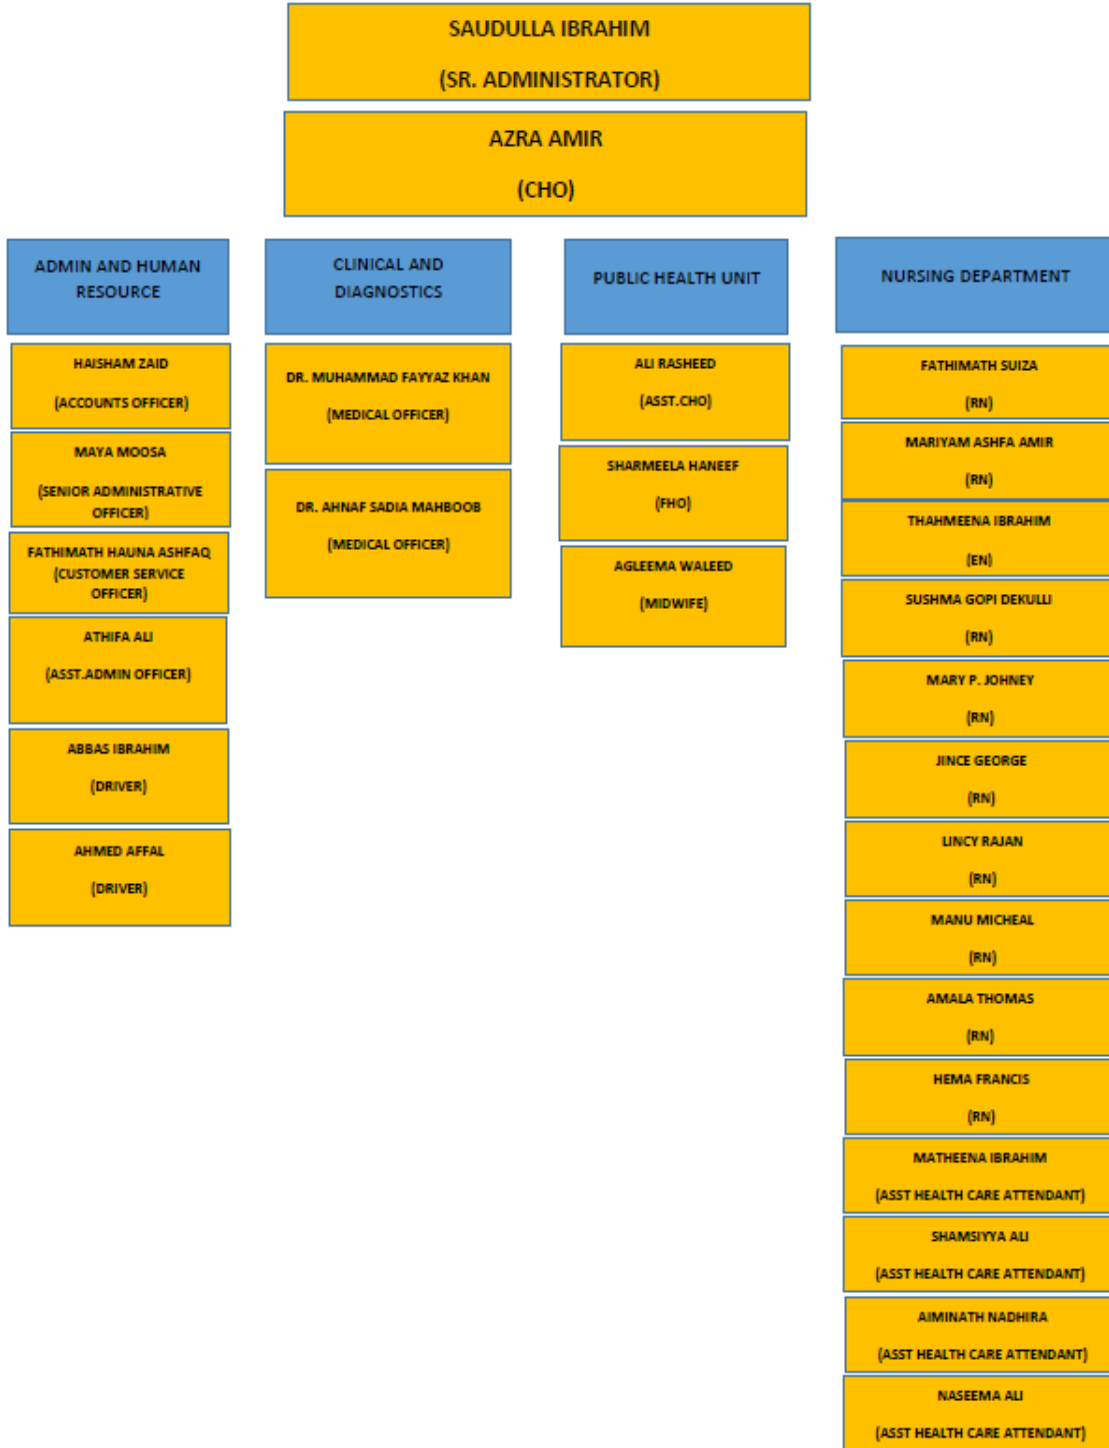 SAUDULLA IBRAHIM
(SR. ADMINISTRATOR)
AZRA AMIR
(CHO)
ADMIN AND HUMAN
RESOURCE
HAISHAM ZAID
(ACCOUNTS OFFICER)
MAYA MOOSA
(SENIOR ADMINISTRATIVE
OFFICER)
FATHIMATH HAUNA ASHFAQ
(CUSTOMER SERVICE
OFFICER)
ATHIFA ALI
(ASST.ADMIN OFFICER)
ABBAS IBRAHIM
(DRIVER)
AHMED AFFAL
(DRIVER)
CLINICAL AND
DIAGNOSTICS
DR. MUHAMMAD FAYYAZ KHAN
(MEDICAL OFFICER)
DR. AHNAF SADIA MAHBOOB
(MEDICAL OFFICER)
PUBLIC HEALTH UNIT
ALI RASHEED
(ASST.CHO)
SHARMEELA HANEEF
(FHO)
AGLEEMA WALEED
(MIDWIFE)
NURSING DEPARTMENT
FATHIMATH SUIZA
(RN)
MARIYAM ASHFA AMIR
(RN)
THAHMEENA IBRAHIM
(EN)
SUSHMA GOPI DEKULLI
(RN)
MARY P. JOHNEY
(RN)
JINCE GEORGE
(RN)
LINCY RAJAN
(RN)
MANU MICHEAL
(RN)
AMALA THOMAS
(RN)
HEMA FRANCIS
(RN)
MATHEENA IBRAHIM
(ASST HEALTH CARE ATTENDANT)
SHAMSIYYA ALI
(ASST HEALTH CARE ATTENDANT)
AIMINATH NADHIRA
(ASST HEALTH CARE ATTENDANT)
NASEEMA ALI
(ASST HEALTH CARE ATTENDANT)